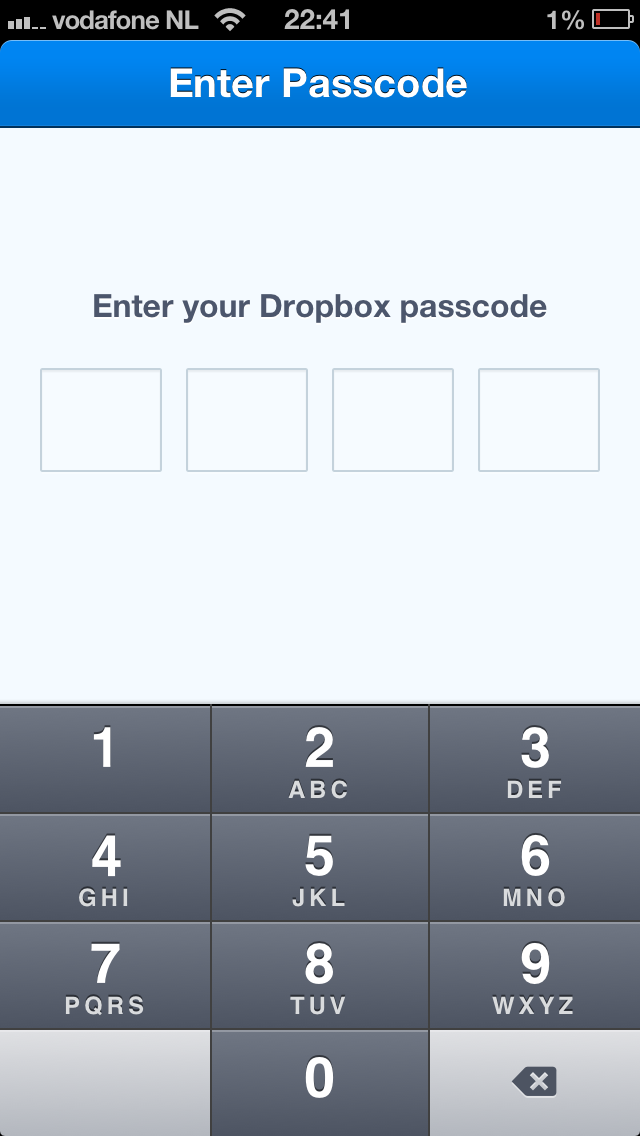 vodafone NL 22:41 1%
Enter Passcode
Enter your Dropbox passcode
1 2 3
ABC DEF
4 5 6
GHI JKL MNO
7 8 9
PQRS TUV WXYZ
0